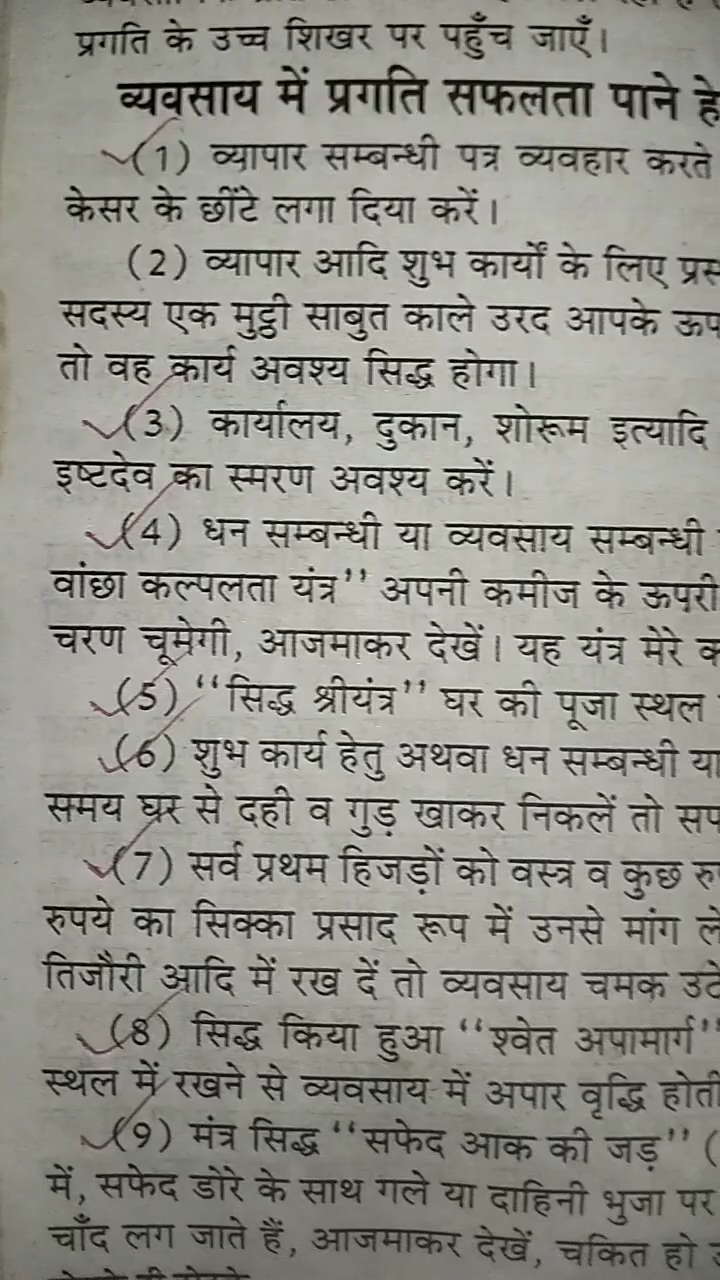 प्रगति के उच्च शिखर पर पहुँच जाएँ।
व्यवसाय में प्रगति सफलता पाने हे
(1) व्यापार सम्बन्धी पत्र व्यवहार करते
केसर के छींटे लगा दिया करें।
(2) व्यापार आदि शुभ कार्यों के लिए प्रस
सदस्य एक मुट्ठी साबुत काले उरद आपके ऊप
तो वह कार्य अवश्य सिद्ध होगा।
(3) कार्यालय, दुकान, शोरूम इत्यादि
इष्टदेव का स्मरण अवश्य करें।
(4) धन सम्बन्धी या व्यवसाय सम्बन्धी
वांछा कल्पलता यंत्र’’ अपनी कमीज के ऊपरी
चरण चूमेगी, आजमाकर देखें। यह यंत्र मेरे क
(5) ‘‘सिद्ध श्रीयंत्र’’ घर की पूजा स्थल
(6) शुभ कार्य हेतु अथवा धन सम्बन्धी या
समय घर से दही व गुड़ खाकर निकलें तो सप
(7) सर्व प्रथम हिजड़ों को वस्त्र व कुछ रु
रुपये का सिक्का प्रसाद रूप में उनसे मांग ले
तिजौरी आदि में रख दें तो व्यवसाय चमक उठे
(8) सिद्ध किया हुआ ‘‘श्वेत अपामार्ग’’
स्थल में रखने से व्यवसाय में अपार वृद्धि होती
(9) मंत्र सिद्ध ‘‘सफेद आक की जड़’’ (
में, सफेद डोरे के साथ गले या दाहिनी भुजा पर
चाँद लग जाते हैं, आजमाकर देखें, चकित हो